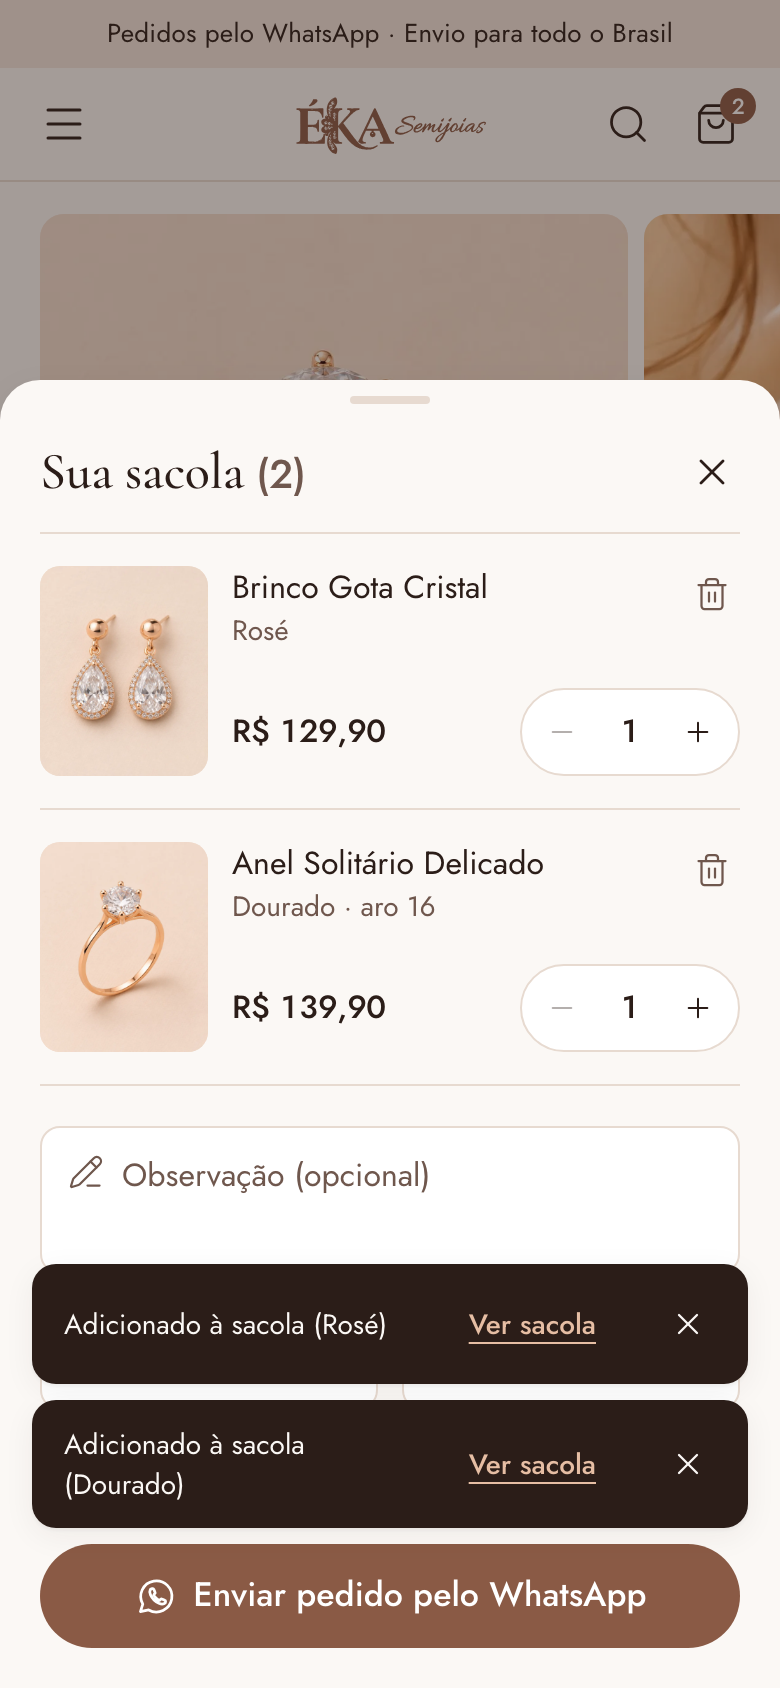 Pedidos pelo WhatsApp · Envio para todo o Brasil
ÉKA Semijoias
2
Sua sacola (2)
Brinco Gota Cristal
Rosé
R$ 129,90
1
Anel Solitário Delicado
Dourado · aro 16
R$ 139,90
1
Observação (opcional)
Adicionado à sacola (Rosé)
Ver sacola
Adicionado à sacola
(Dourado)
Ver sacola
Enviar pedido pelo WhatsApp